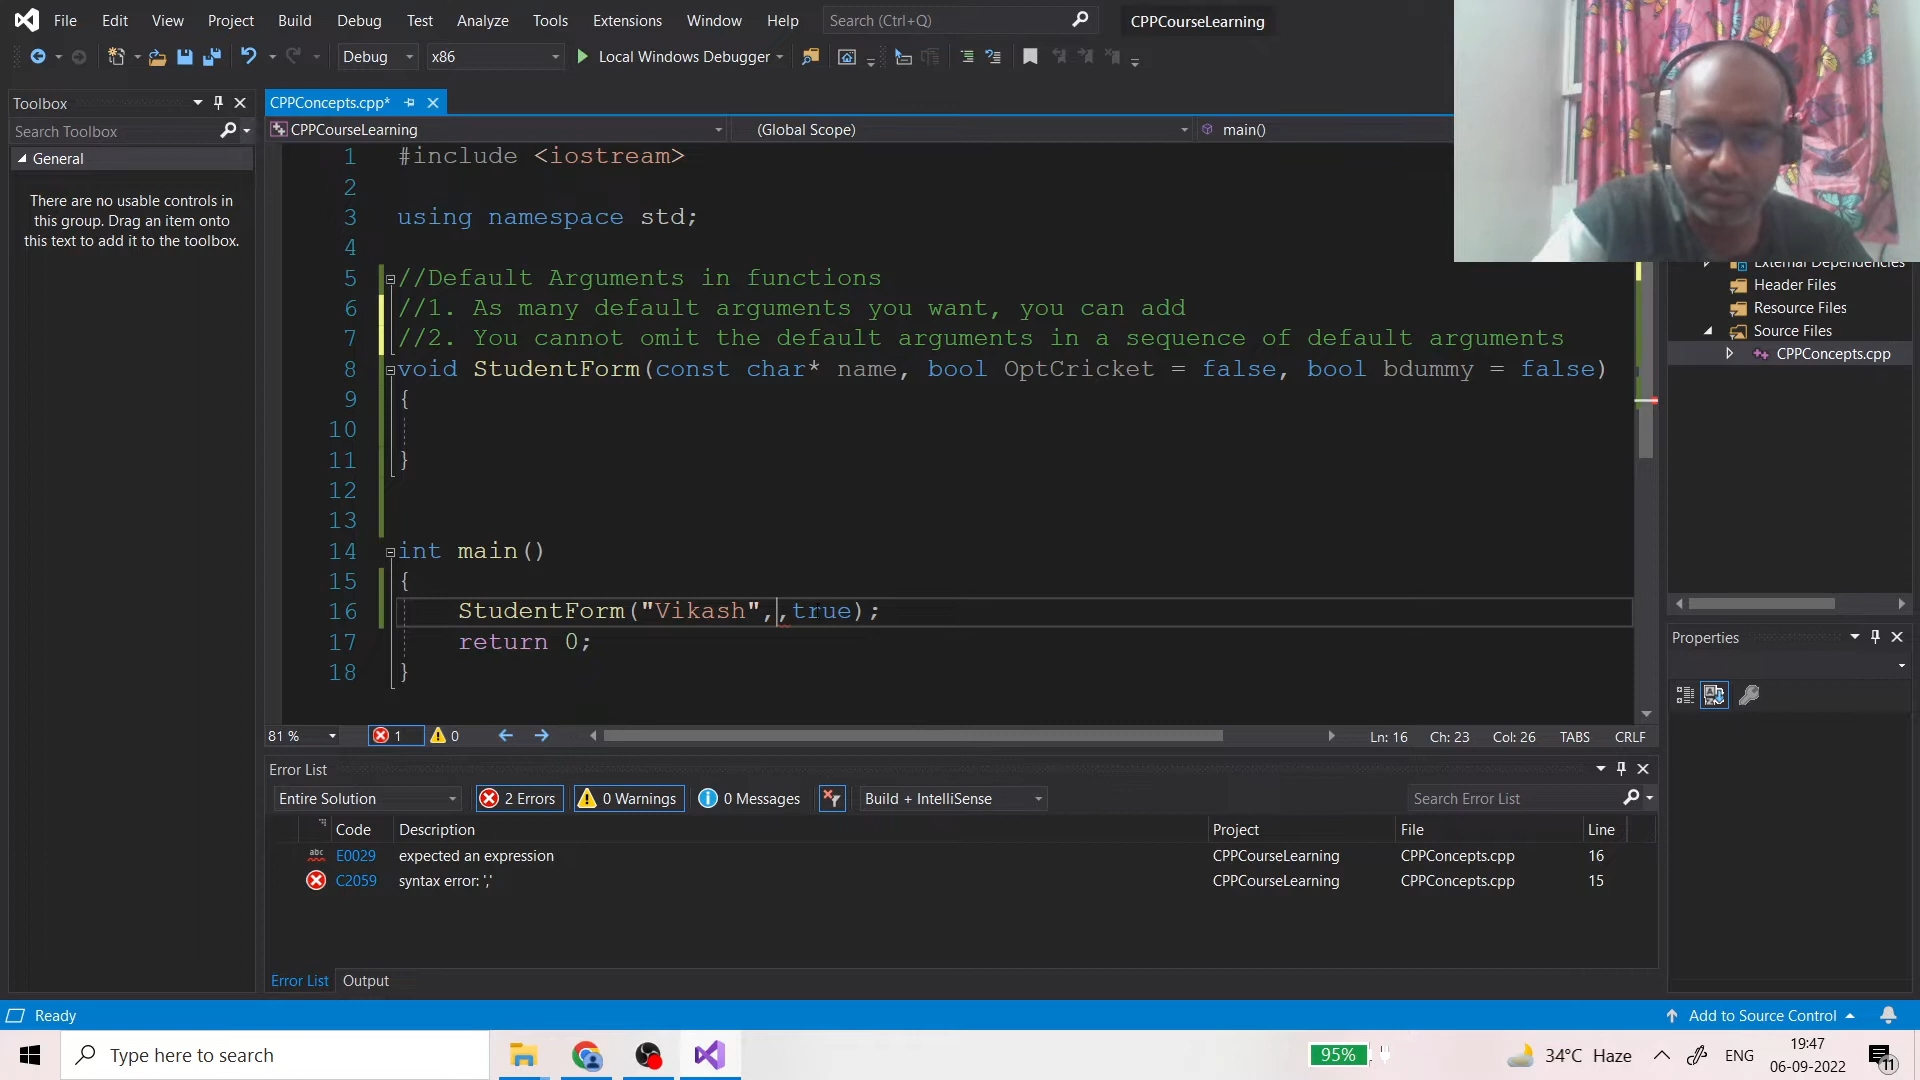 File Edit View Project Build Debug Test Analyze Tools Extensions Window Help Search (Ctrl+Q) CPPCourseLearning
Debug x86 Local Windows Debugger
Toolbox
Search Toolbox
General
There are no usable controls in
this group. Drag an item onto
this text to add it to the toolbox.
CPPConcepts.cpp*
CPPCourseLearning (Global Scope) main()
1 #include <iostream>
2
3 using namespace std;
4
5 //Default Arguments in functions
6 //1. As many default arguments you want, you can add
7 //2. You cannot omit the default arguments in a sequence of default arguments
8 void StudentForm(const char* name, bool OptCricket = false, bool bdummy = false)
9 {
10
11 }
12
13
14 int main()
15 {
16 StudentForm("Vikash",,true);
17 return 0;
18 }
81 % 1 0 Ln: 16 Ch: 23 Col: 26 TABS CRLF
External Dependencies
Header Files
Resource Files
Source Files
CPPConcepts.cpp
Properties
Error List
Entire Solution 2 Errors 0 Warnings 0 Messages Build + IntelliSense Search Error List
Code Description Project File Line
abc E0029 expected an expression CPPCourseLearning CPPConcepts.cpp 16
C2059 syntax error: ',' CPPCourseLearning CPPConcepts.cpp 15
Error List Output
Ready Add to Source Control
Type here to search 95% 34°C Haze ENG 19:47
06-09-2022 11